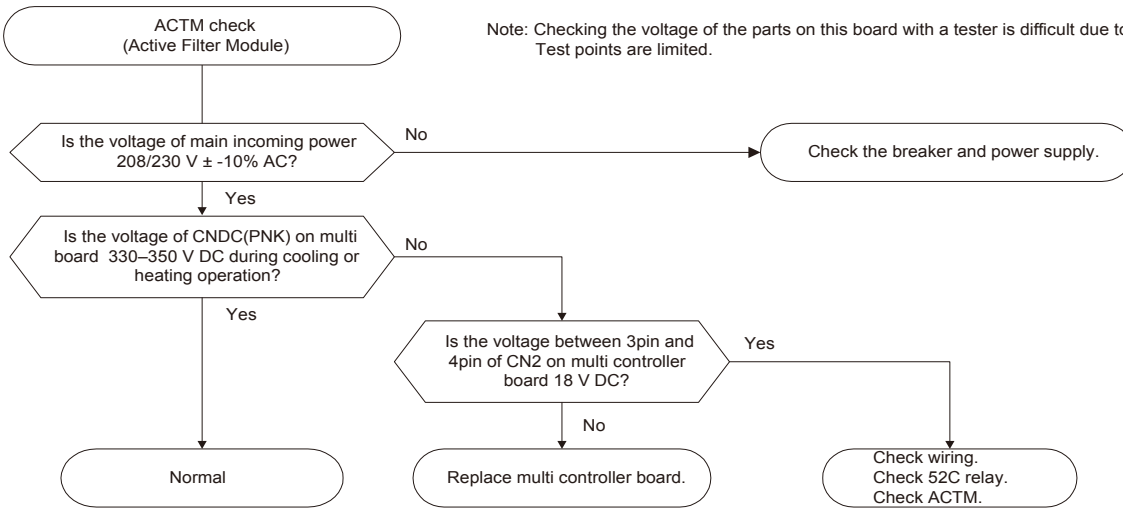 ACTM check
(Active Filter Module)
Note: Checking the voltage of the parts on this board with a tester is difficult due to
Test points are limited.
Is the voltage of main incoming power
208/230 V ± -10% AC?
No
Check the breaker and power supply.
Yes
Is the voltage of CNDC(PNK) on multi
board 330–350 V DC during cooling or
heating operation?
No
Yes
Is the voltage between 3pin and
4pin of CN2 on multi controller
board 18 V DC?
Yes
No
Normal
Replace multi controller board.
Check wiring.
Check 52C relay.
Check ACTM.